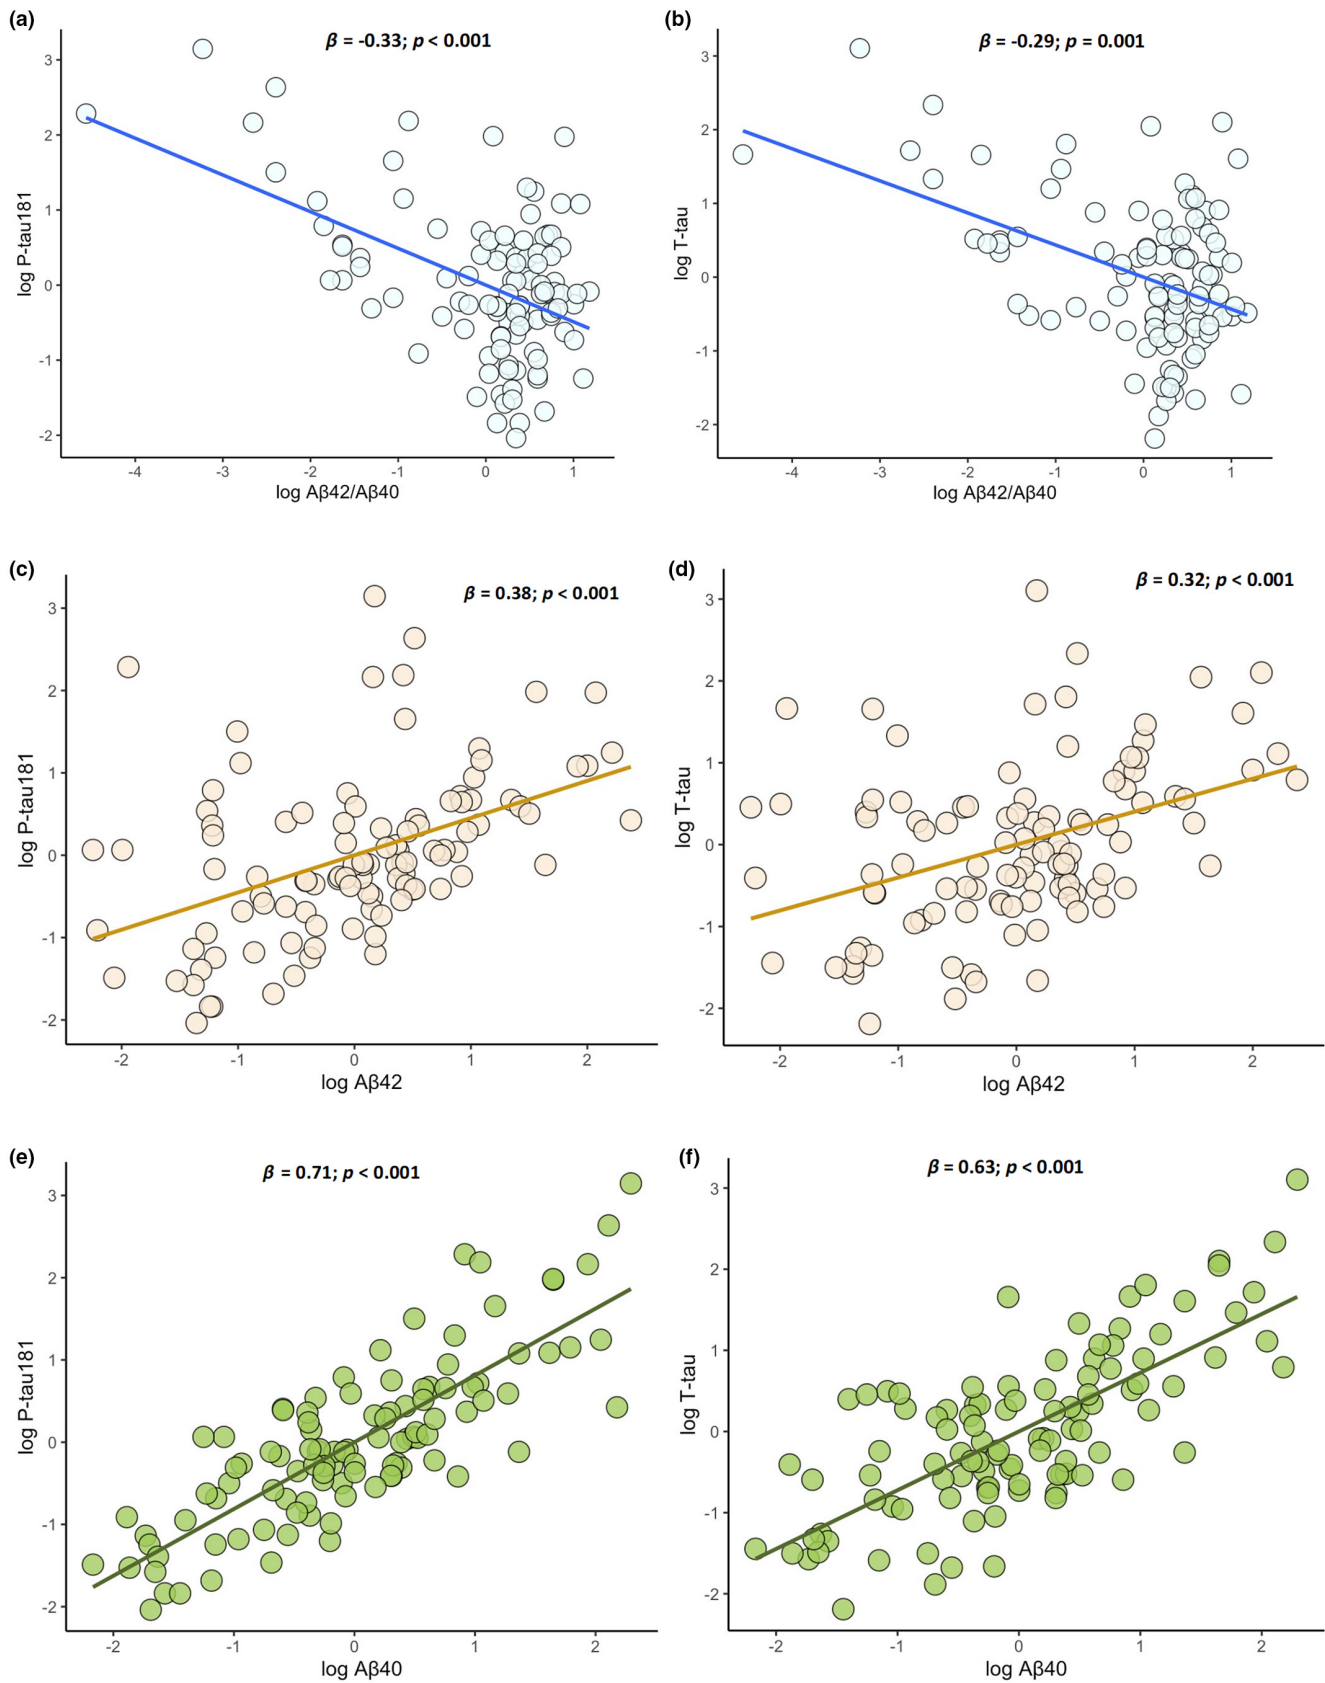 (a)
β = -0.33; p < 0.001
log P-tau181
3
2
1
0
-1
-2
-4 -3 -2 -1 0 1
log Aβ42/Aβ40
(b)
β = -0.29; p = 0.001
log T-tau
3
2
1
0
-1
-2
-4 -3 -2 -1 0 1
log Aβ42/Aβ40
(c)
β = 0.38; p < 0.001
log P-tau181
3
2
1
0
-1
-2
-2 -1 0 1 2
log Aβ42
(d)
β = 0.32; p < 0.001
log T-tau
3
2
1
0
-1
-2
-2 -1 0 1 2
log Aβ42
(e)
β = 0.71; p < 0.001
log P-tau181
3
2
1
0
-1
-2
-2 -1 0 1 2
log Aβ40
(f)
β = 0.63; p < 0.001
log T-tau
3
2
1
0
-1
-2
-2 -1 0 1 2
log Aβ40